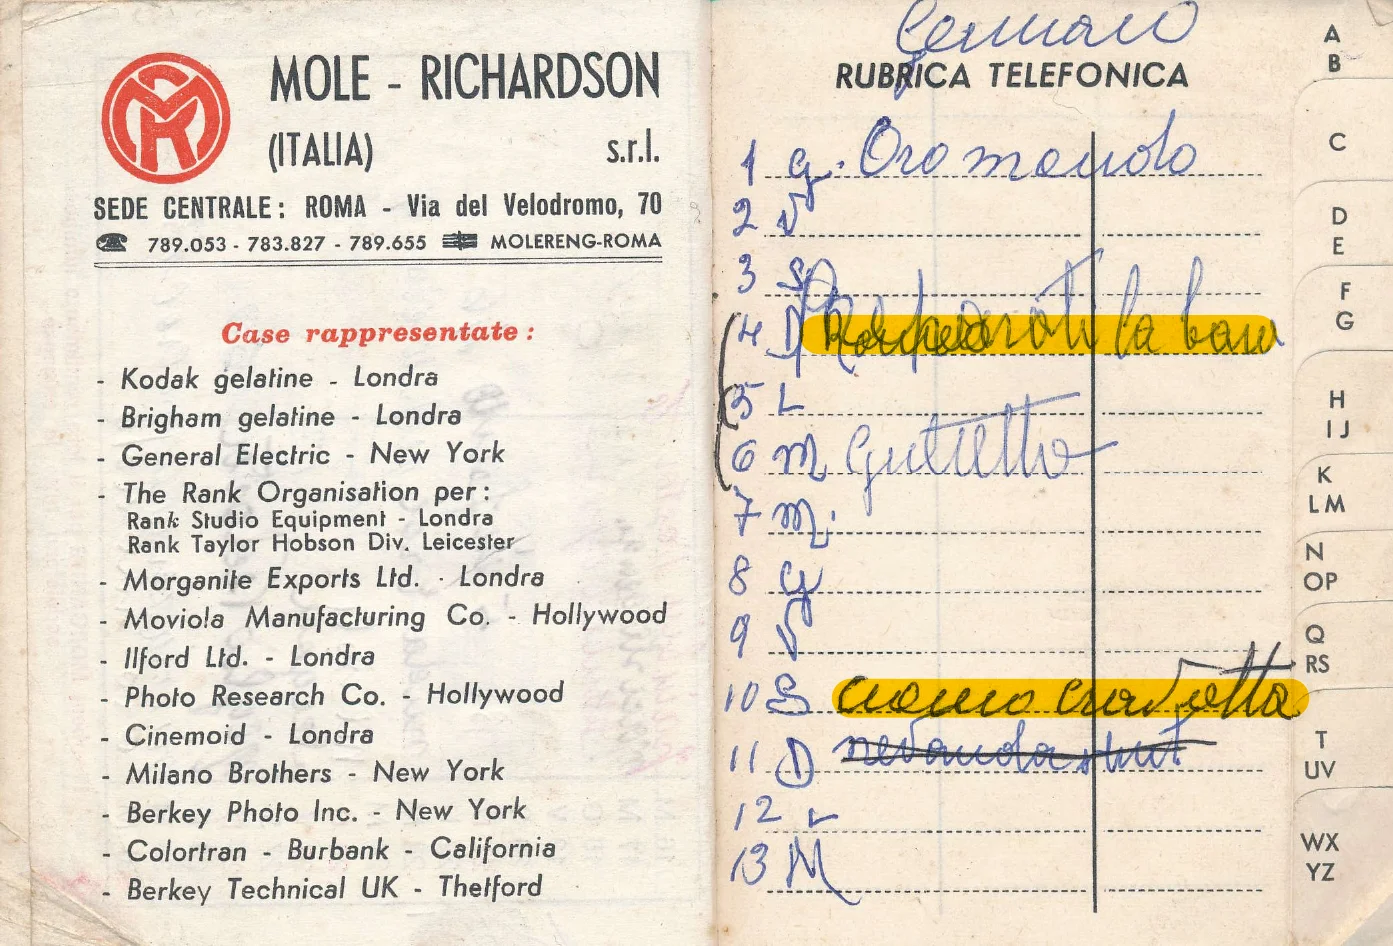 MOLE - RICHARDSON
(ITALIA) s.r.l.
SEDE CENTRALE: ROMA - Via del Velodromo, 70
789.053 - 783.827 - 789.655 MOLERENG-ROMA
Case rappresentate:
- Kodak gelatine - Londra
- Brigham gelatine - Londra
- General Electric - New York
- The Rank Organisation per:
Rank Studio Equipment - Londra
Rank Taylor Hobson Div. Leicester
- Morganite Exports Ltd. - Londra
- Moviola Manufacturing Co. - Hollywood
- Ilford Ltd. - Londra
- Photo Research Co. - Hollywood
- Cinemoid - Londra
- Milano Brothers - New York
- Berkey Photo Inc. - New York
- Colortran - Burbank - California
- Berkey Technical UK - Thetford
Gennaio
RUBRICA TELEFONICA
1 G. Oro mondo
2 V
3 S
4 D la
5 L
6 M
7 M.
8 G
9 V
10 S
11 D
12 L
13 M
A
B
C
D
E
F
G
H
IJ
K
LM
N
OP
Q
RS
T
UV
WX
YZ